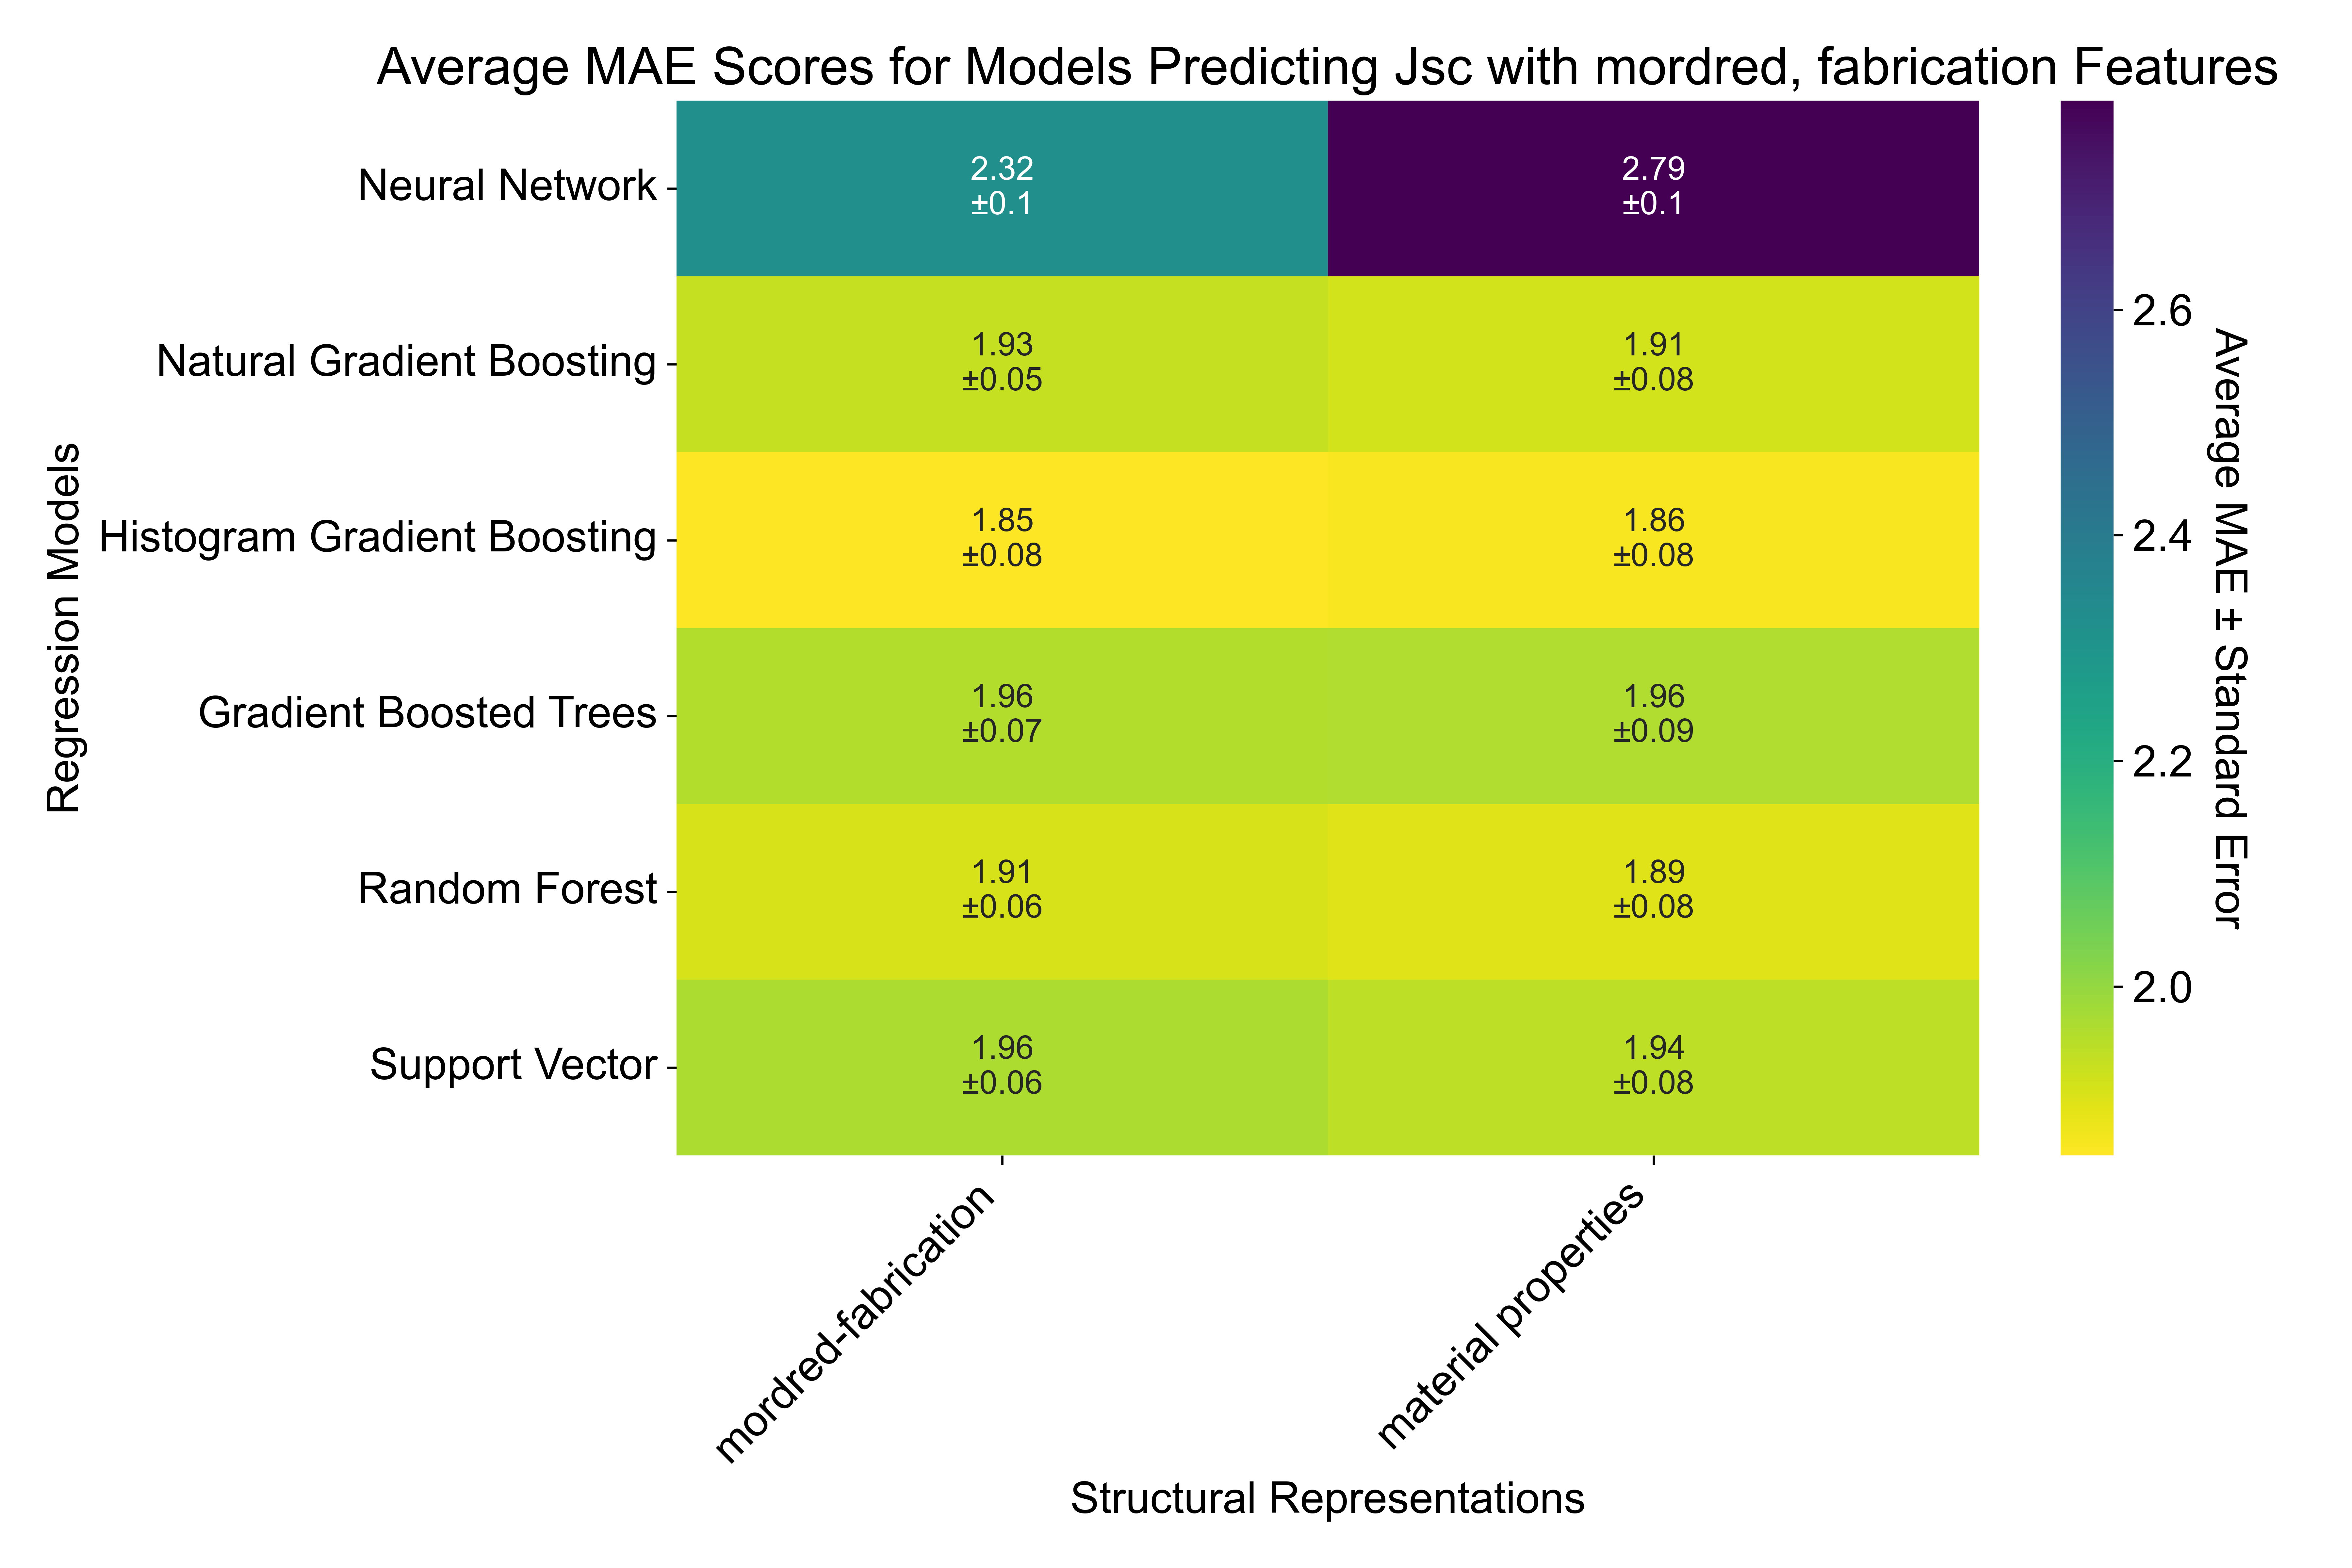 Average MAE Scores for Models Predicting Jsc with mordred, fabrication Features
Regression Models
Neural Network
2.32
±0.1
2.79
±0.1
Natural Gradient Boosting
1.93
±0.05
1.91
±0.08
Histogram Gradient Boosting
1.85
±0.08
1.86
±0.08
Gradient Boosted Trees
1.96
±0.07
1.96
±0.09
Random Forest
1.91
±0.06
1.89
±0.08
Support Vector
1.96
±0.06
1.94
±0.08
mordred-fabrication
material properties
Structural Representations
2.6
2.4
2.2
2.0
Average MAE ± Standard Error